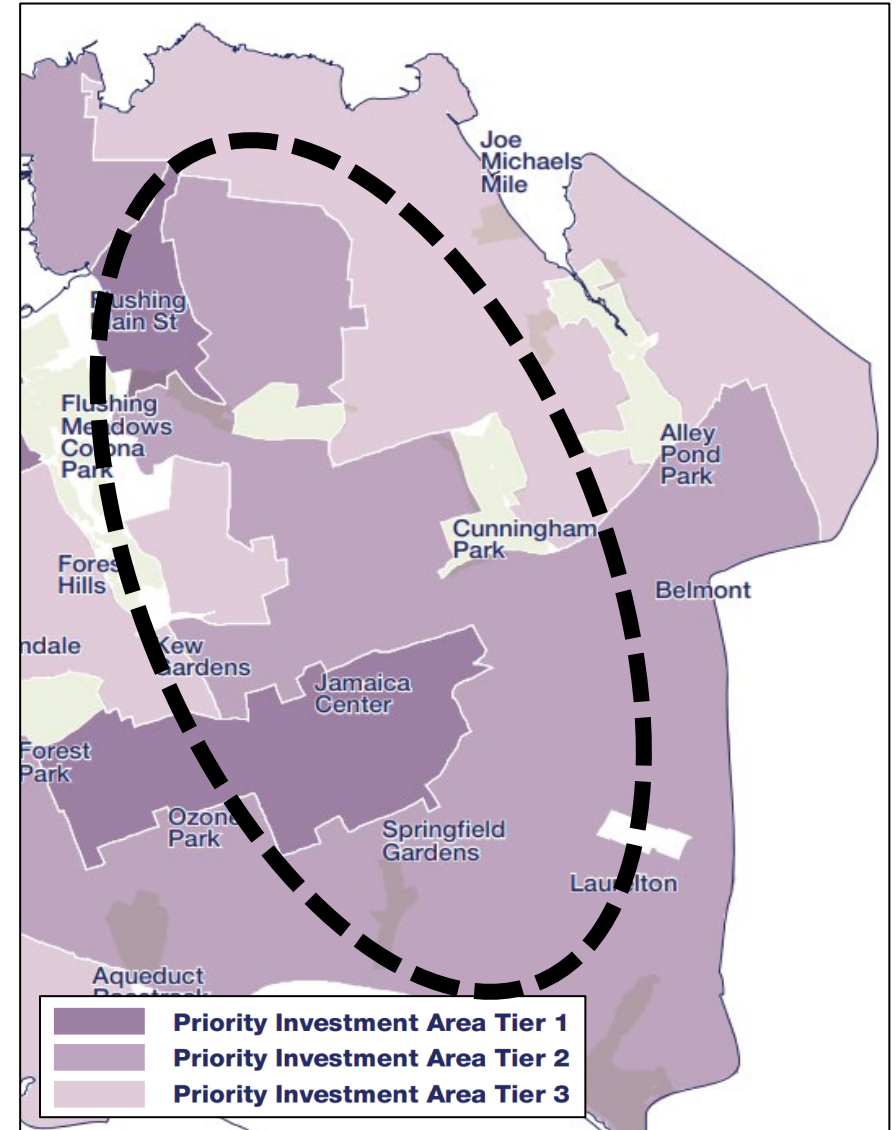 Joe
Michaels
Mile
Flushing
Main St
Flushing
Meadows
Corona
Park
Alley
Pond
Park
Cunningham
Park
Forest
Hills
Belmont
ndale
Kew
Gardens
Jamaica
Center
Forest
Park
Ozone
Park
Springfield
Gardens
Laurelton
Aqueduct
Priority Investment Area Tier 1
Priority Investment Area Tier 2
Priority Investment Area Tier 3